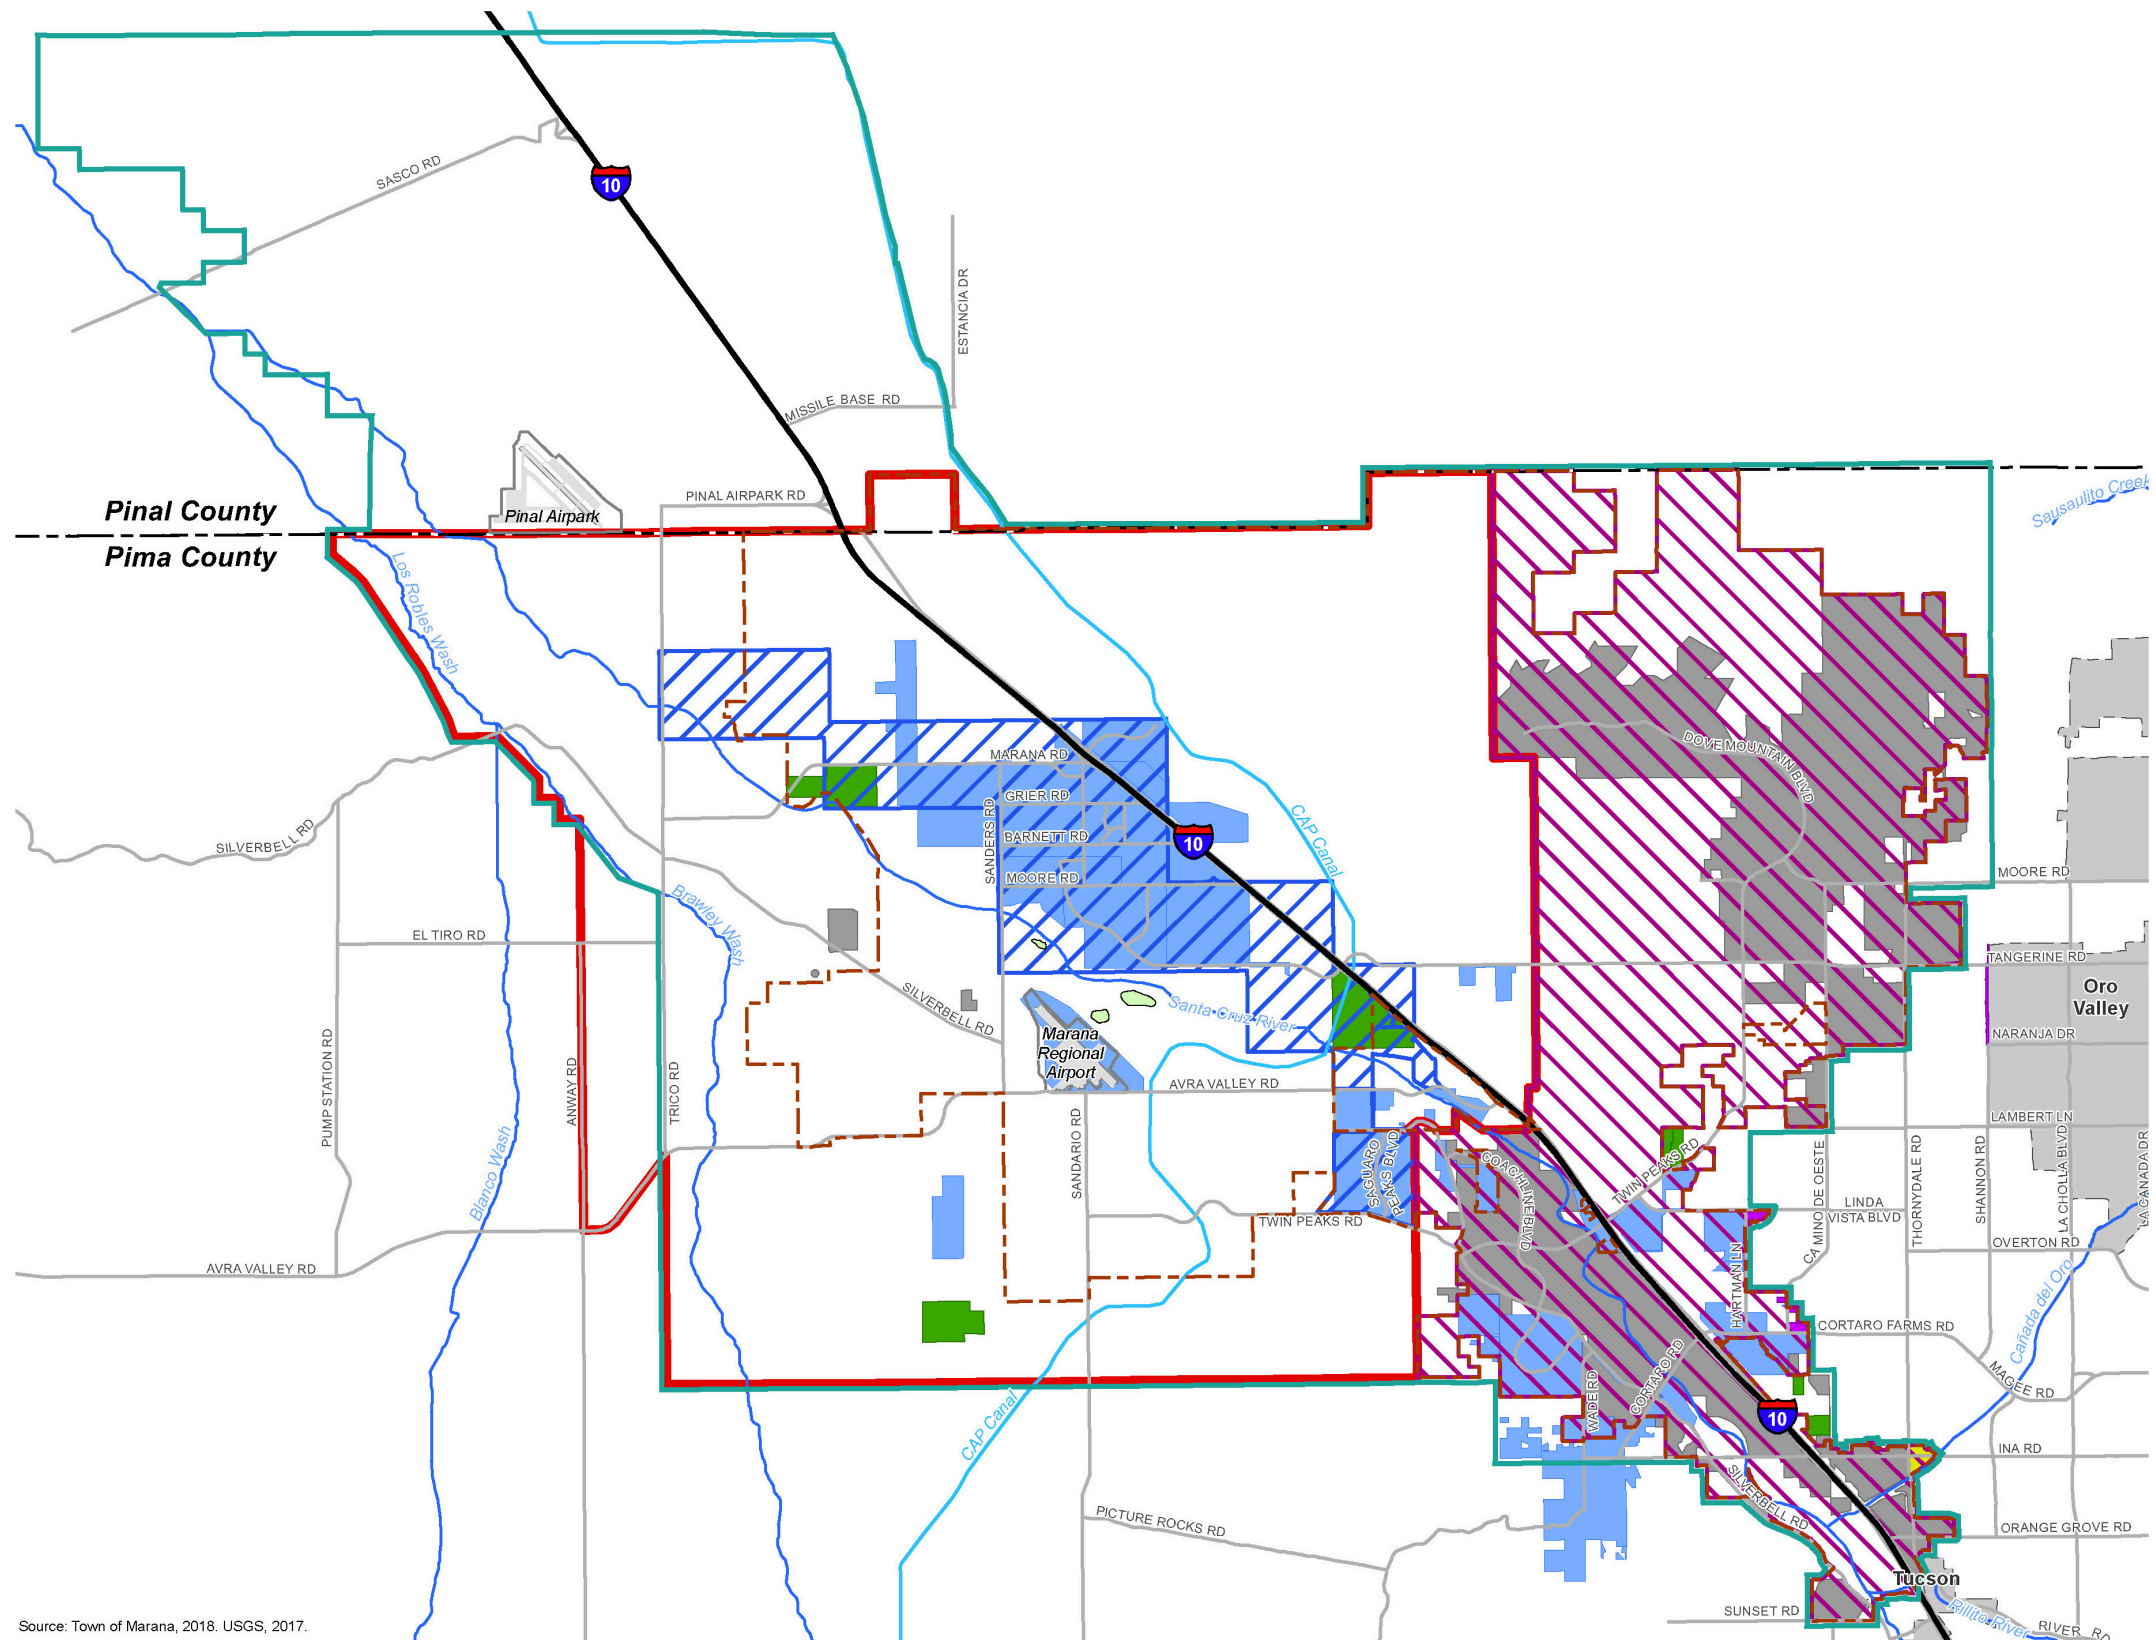 10
SASCO RD
ESTANCIA DR
MISSILE BASE RD
Pinal County
PINAL AIRPARK RD
Pinal Airpark
Pima County
Sausaulito Creek
Los Robles Wash
MARANA RD
DOVE MOUNTAIN BLVD
GRIER RD
SANDERS RD
BARNETT RD
10
CAP Canal
SILVERBELL RD
MOORE RD
MOORE RD
Brawley Wash
EL TIRO RD
TANGERINE RD
Oro
Valley
SILVERBELL RD
Santa Cruz River
Marana
Regional
Airport
NARANJA DR
PUMP STATION RD
ANWAY RD
TRICO RD
AVRA VALLEY RD
LAMBERT LN
Blanco Wash
SANDARIO RD
SAGUARO
PEAKS BLVD
COACHLINE BLVD
TWIN PEAKS RD
CAMINO DE OESTE
THORNYDALE RD
SHANNON RD
LA CHOLLA BLVD
LA CANADA DR
LINDA
VISTA BLVD
TWIN PEAKS RD
OVERTON RD
AVRA VALLEY RD
HARTMAN LN
Cañada del Oro
CORTARO FARMS RD
WADE RD
CORTARO RD
MAGEE RD
CAP Canal
10
INA RD
SILVERBELL RD
PICTURE ROCKS RD
ORANGE GROVE RD
Tucson
SUNSET RD
Rillito River
RIVER RD
Source: Town of Marana, 2018. USGS, 2017.